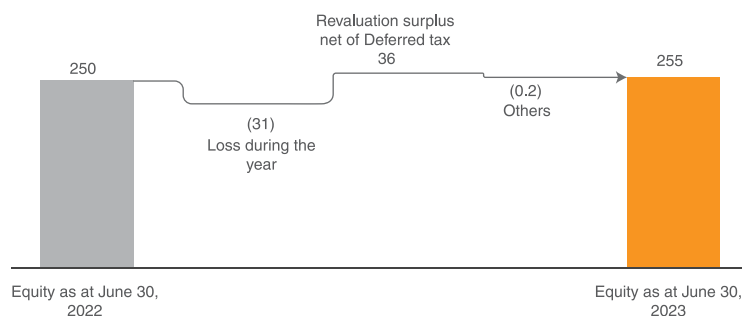 Revaluation surplus
net of Deferred tax
36
250
255
(31)
Loss during the
year
(0.2)
Others
Equity as at June 30,
2022
Equity as at June 30,
2023